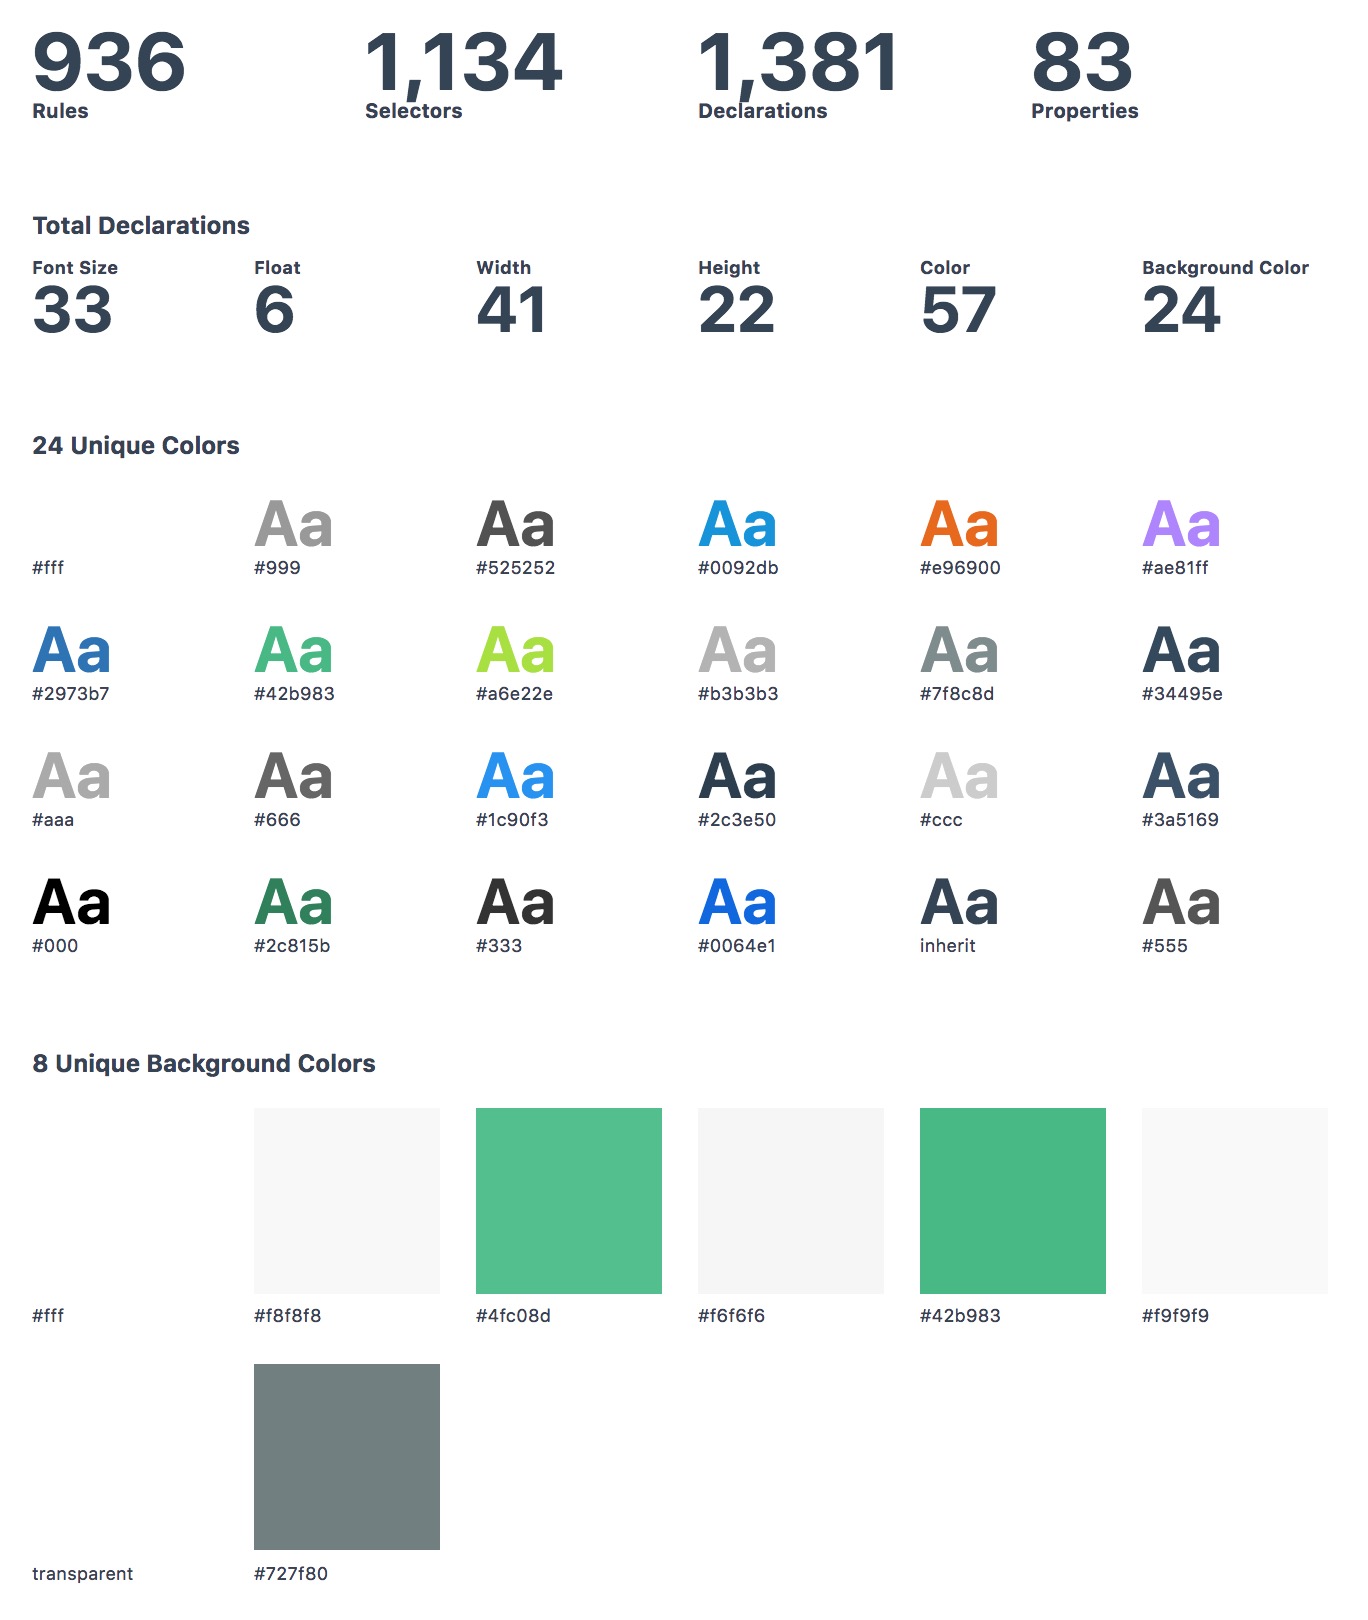 936 1,134 1,381 83
Rules Selectors Declarations Properties
Total Declarations
Font Size Float Width Height Color Background Color
33 6 41 22 57 24
24 Unique Colors
Aa Aa Aa Aa Aa
#fff #999 #525252 #0092db #e96900 #ae81ff
Aa Aa Aa Aa Aa Aa
#2973b7 #42b983 #a6e22e #b3b3b3 #7f8c8d #34495e
Aa Aa Aa Aa Aa Aa
#aaa #666 #1c90f3 #2c3e50 #ccc #3a5169
Aa Aa Aa Aa Aa Aa
#000 #2c815b #333 #0064e1 inherit #555
8 Unique Background Colors
#fff #f8f8f8 #4fc08d #f6f6f6 #42b983 #f9f9f9
transparent #727f80